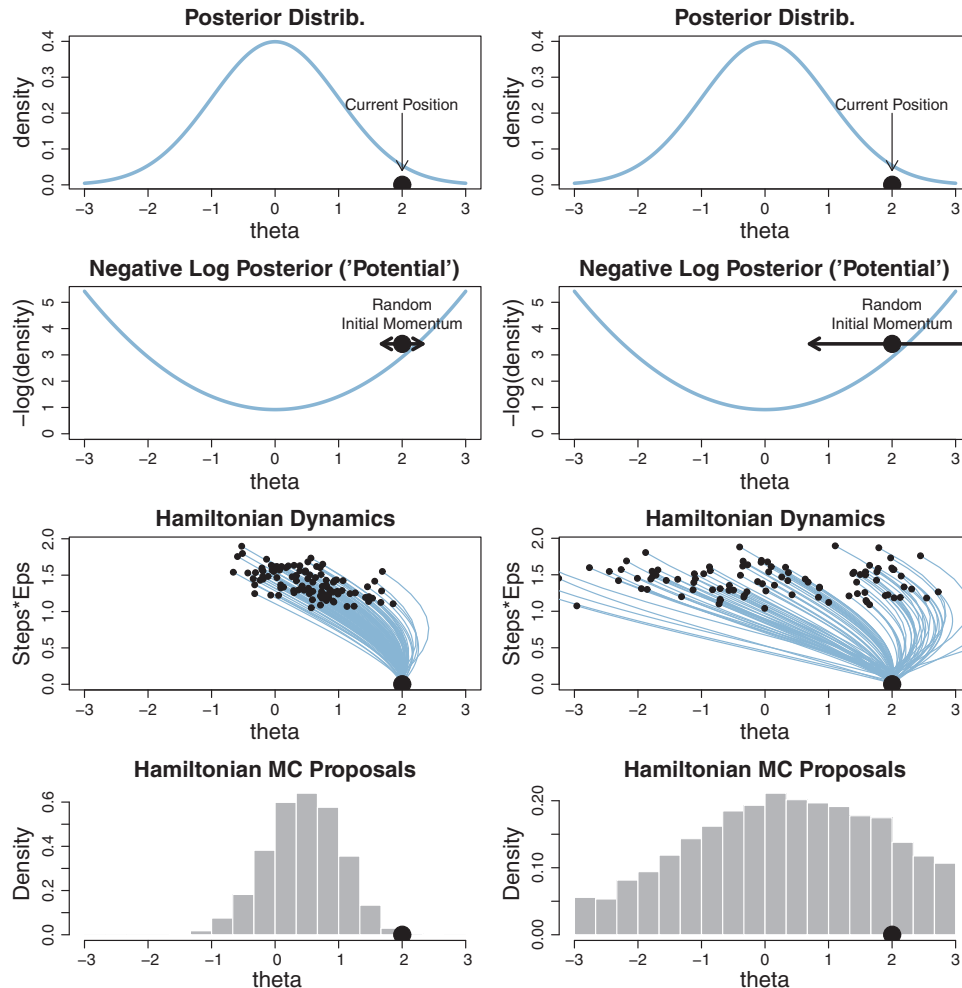 Posterior Distrib.
density
0.0 0.1 0.2 0.3 0.4
Current Position
−3 −2 −1 0 1 2 3
theta
Posterior Distrib.
density
0.0 0.1 0.2 0.3 0.4
Current Position
−3 −2 −1 0 1 2 3
theta
Negative Log Posterior ('Potential')
−log(density)
0 1 2 3 4 5
Random
Initial Momentum
−3 −2 −1 0 1 2 3
theta
Negative Log Posterior ('Potential')
−log(density)
0 1 2 3 4 5
Random
Initial Momentum
−3 −2 −1 0 1 2 3
theta
Hamiltonian Dynamics
Steps*Eps
0.0 0.5 1.0 1.5 2.0
−3 −2 −1 0 1 2 3
theta
Hamiltonian Dynamics
Steps*Eps
0.0 0.5 1.0 1.5 2.0
−3 −2 −1 0 1 2 3
theta
Hamiltonian MC Proposals
Density
0.0 0.2 0.4 0.6
−3 −2 −1 0 1 2 3
theta
Hamiltonian MC Proposals
Density
0.00 0.10 0.20
−3 −2 −1 0 1 2 3
theta